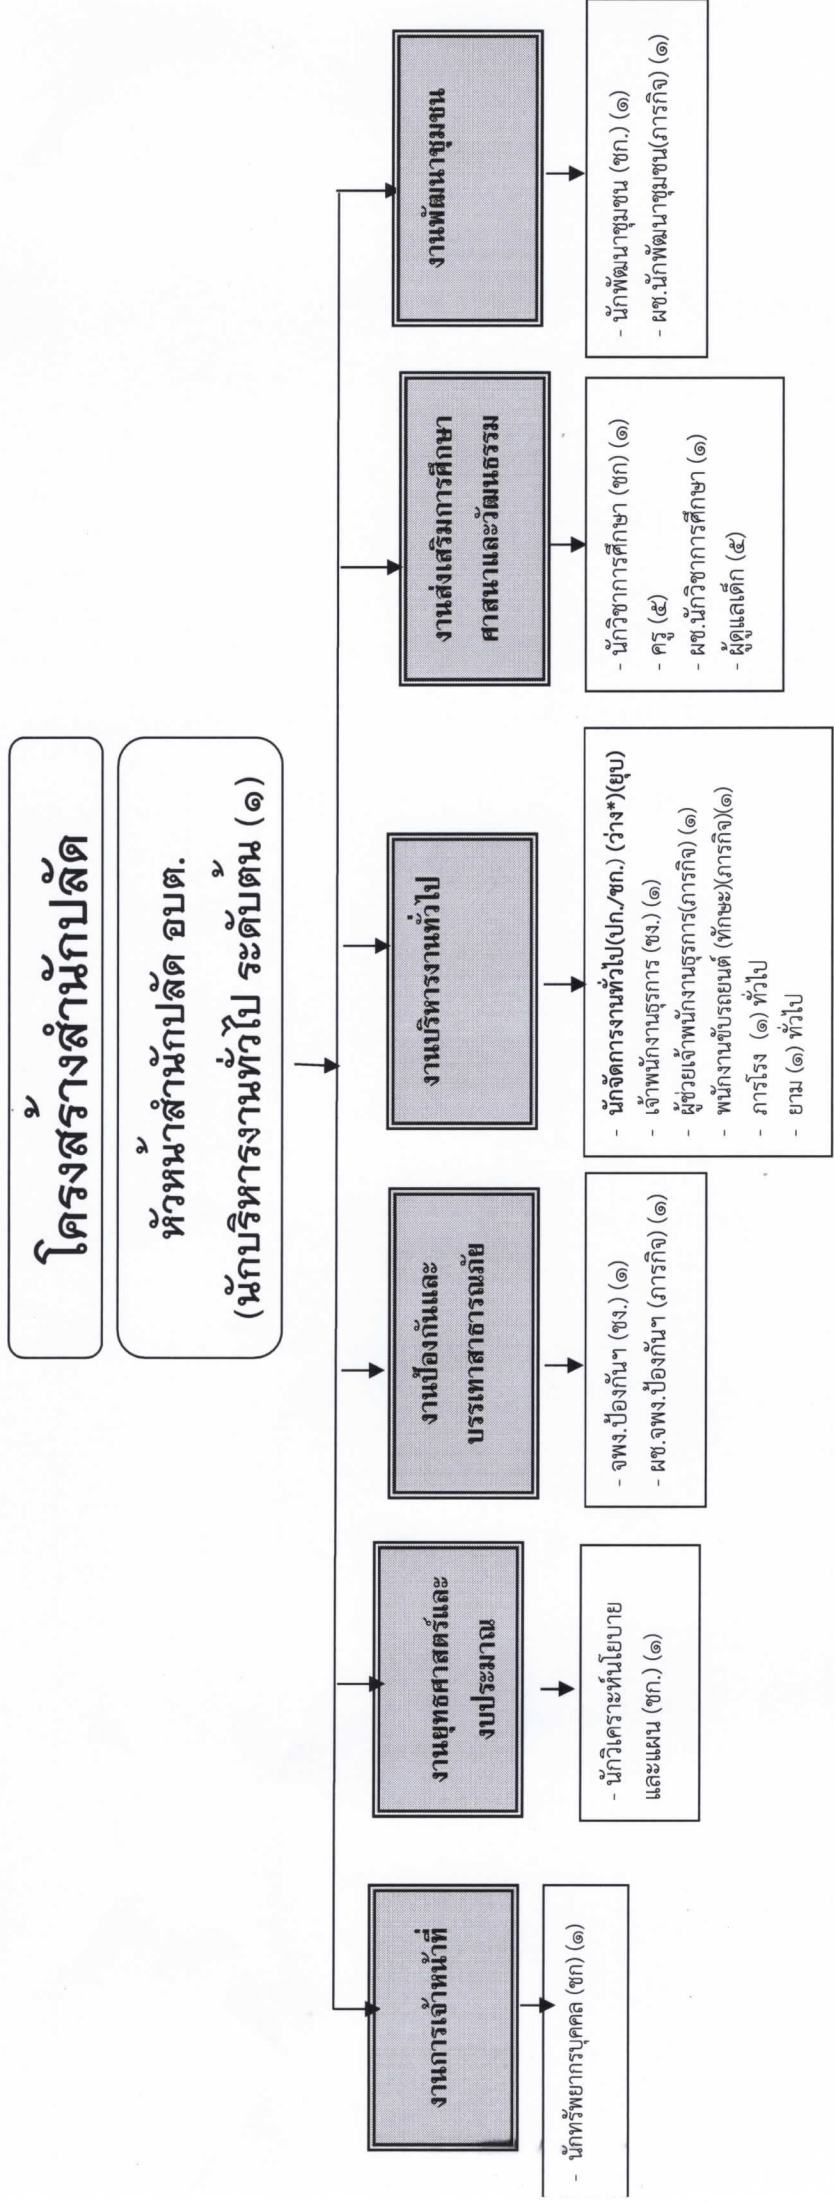 โครงสร้างสำนักปลัด
หัวหน้าสำนักปลัด อบต.
(นักบริหารงานทั่วไป ระดับต้น (๑)
งานการเจ้าหน้าที่
- นักทรัพยากรบุคคล (ชก) (๑)
งานยุทธศาสตร์และ
งบประมาณ
- นักวิเคราะห์นโยบาย
และแผน (ชก.) (๑)
งานป้องกันและ
บรรเทาสาธารณภัย
- จพง.ป้องกันฯ (ชง.) (๑)
- ผช.จพง.ป้องกันฯ (ภารกิจ) (๑)
งานบริหารงานทั่วไป
- นักจัดการงานทั่วไป(ปก./ชก.) (ว่าง*)(ยุบ)
- เจ้าพนักงานธุรการ (ชง.) (๑)
- ผู้ช่วยเจ้าพนักงานธุรการ(ภารกิจ) (๑)
- พนักงานขับรถยนต์ (ทักษะ)(ภารกิจ)(๑)
- ภารโรง (๑) ทั่วไป
- ยาม (๑) ทั่วไป
งานส่งเสริมการศึกษา
ศาสนาและวัฒนธรรม
- นักวิชาการศึกษา (ชก) (๑)
- ครู (๕)
- ผช.นักวิชาการศึกษา (๑)
- ผู้ดูแลเด็ก (๕)
งานพัฒนาชุมชน
- นักพัฒนาชุมชน (ชก.) (๑)
- ผช.นักพัฒนาชุมชน(ภารกิจ) (๑)